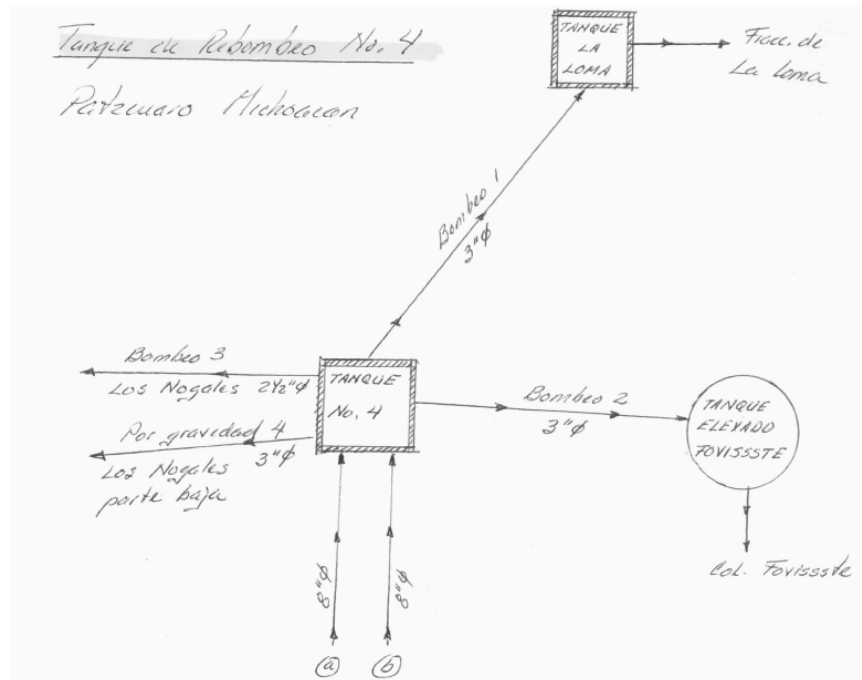 Tanque de Rebombeo No. 4
Patzcuaro Michoacan
TANQUE
LA
LOMA
Fracc. de
La Loma
Bombeo 1
3"φ
Bombeo 3
Los Nogales 2½"φ
Por gravedad 4
3"φ
Los Nogales
parte baja
TANQUE
No. 4
Bombeo 2
3"φ
TANQUE
ELEVADO
FOVISSSTE
Col. Fovissste
8"φ
8"φ
a
b